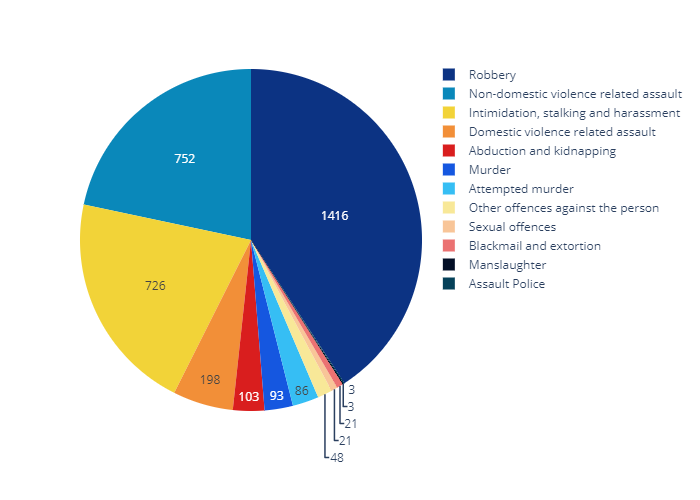 752
1416
726
198
103
93
86
3
3
21
21
48
Robbery
Non-domestic violence related assault
Intimidation, stalking and harassment
Domestic violence related assault
Abduction and kidnapping
Murder
Attempted murder
Other offences against the person
Sexual offences
Blackmail and extortion
Manslaughter
Assault Police